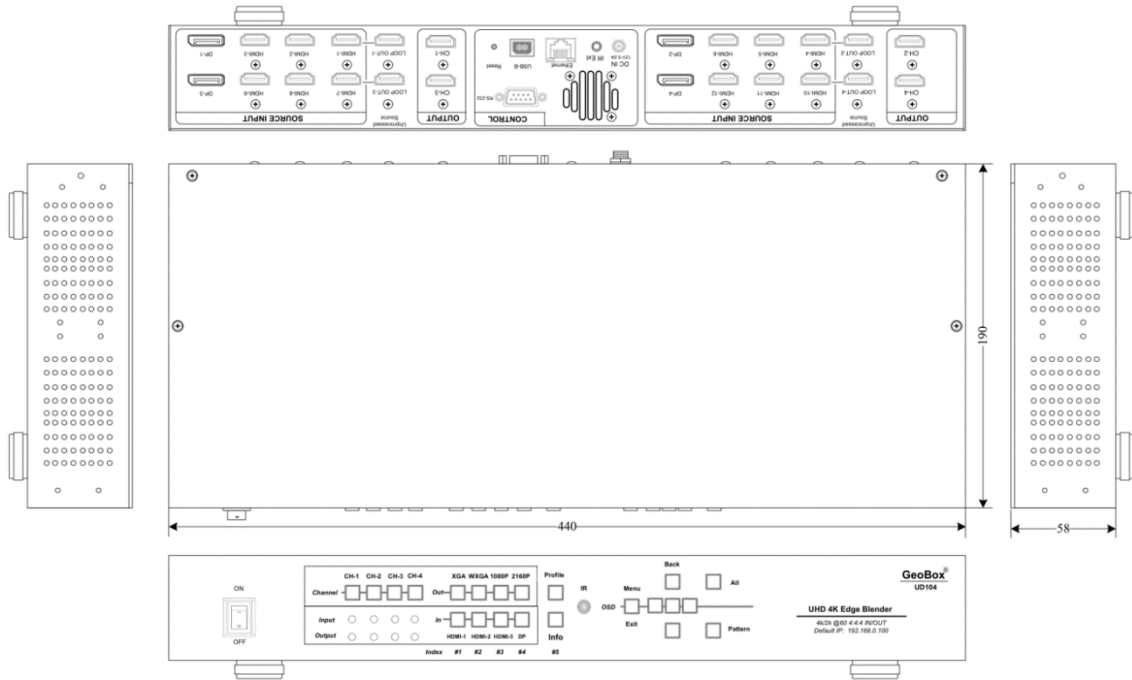 DP-1 HDMI-3 HDMI-2 HDMI-1 LOOP OUT-1 CH-1 Reset USB-B Ethernet IR Ext DC IN DP-2 HDMI-6 HDMI-5 HDMI-4 LOOP OUT-2 CH-2
12V-5.0A
DP-3 HDMI-9 HDMI-8 HDMI-7 LOOP OUT-3 CH-3 RS-232 DP-4 HDMI-12 HDMI-11 HDMI-10 LOOP OUT-4 CH-4
SOURCE INPUT Unprocessed Source OUTPUT CONTROL SOURCE INPUT Unprocessed Source OUTPUT
190
440
58
ON
OFF
CH-1 CH-2 CH-3 CH-4 XGA WXGA 1080P 2160P Profile
Channel Out
Input In
Output HDMI-1 HDMI-2 HDMI-3 DP Info
Index #1 #2 #3 #4 #5
IR
Back
Menu All
OSD
Exit Pattern
GeoBox®
UD104
UHD 4K Edge Blender
4k/2k @60 4:4:4 IN/OUT
Default IP: 192.168.0.100